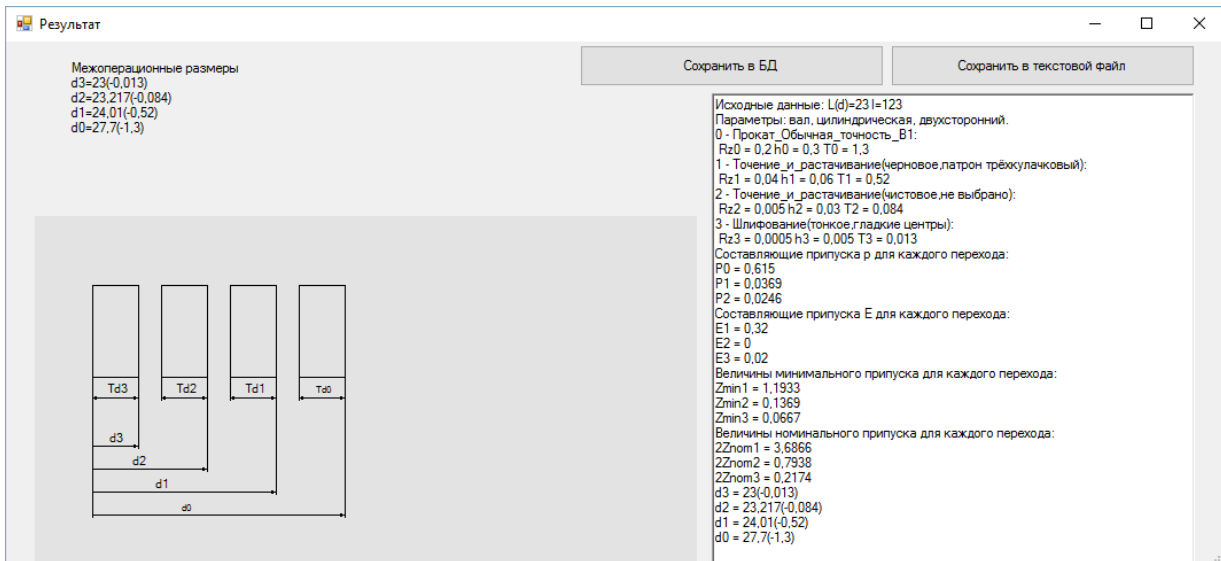 Результат
Межоперационные размеры
d3=23(-0,013)
d2=23,217(-0,084)
d1=24,01(-0,52)
d0=27,7(-1,3)
Сохранить в БД
Сохранить в текстовой файл
Исходные данные: L(d)=23 l=123
Параметры: вал, цилиндрическая, двухсторонний.
0 - Прокат_Обычная_точность_В1:
Rz0 = 0,2 h0 = 0,3 T0 = 1,3
1 - Точение_и_растачивание(черновое,патрон трёхкулачковый):
Rz1 = 0,04 h1 = 0,06 T1 = 0,52
2 - Точение_и_растачивание(чистовое,не выбрано):
Rz2 = 0,005 h2 = 0,03 T2 = 0,084
3 - Шлифование(тонкое,гладкие центры):
Rz3 = 0,0005 h3 = 0,005 T3 = 0,013
Составляющие припуска р для каждого перехода:
P0 = 0,615
P1 = 0,0369
P2 = 0,0246
Составляющие припуска Е для каждого перехода:
E1 = 0,32
E2 = 0
E3 = 0,02
Величины минимального припуска для каждого перехода:
Zmin1 = 1,1933
Zmin2 = 0,1369
Zmin3 = 0,0667
Величины номинального припуска для каждого перехода:
2Znom1 = 3,6866
2Znom2 = 0,7938
2Znom3 = 0,2174
d3 = 23(-0,013)
d2 = 23,217(-0,084)
d1 = 24,01(-0,52)
d0 = 27,7(-1,3)
Td3 Td2 Td1 Td0
d3
d2
d1
d0